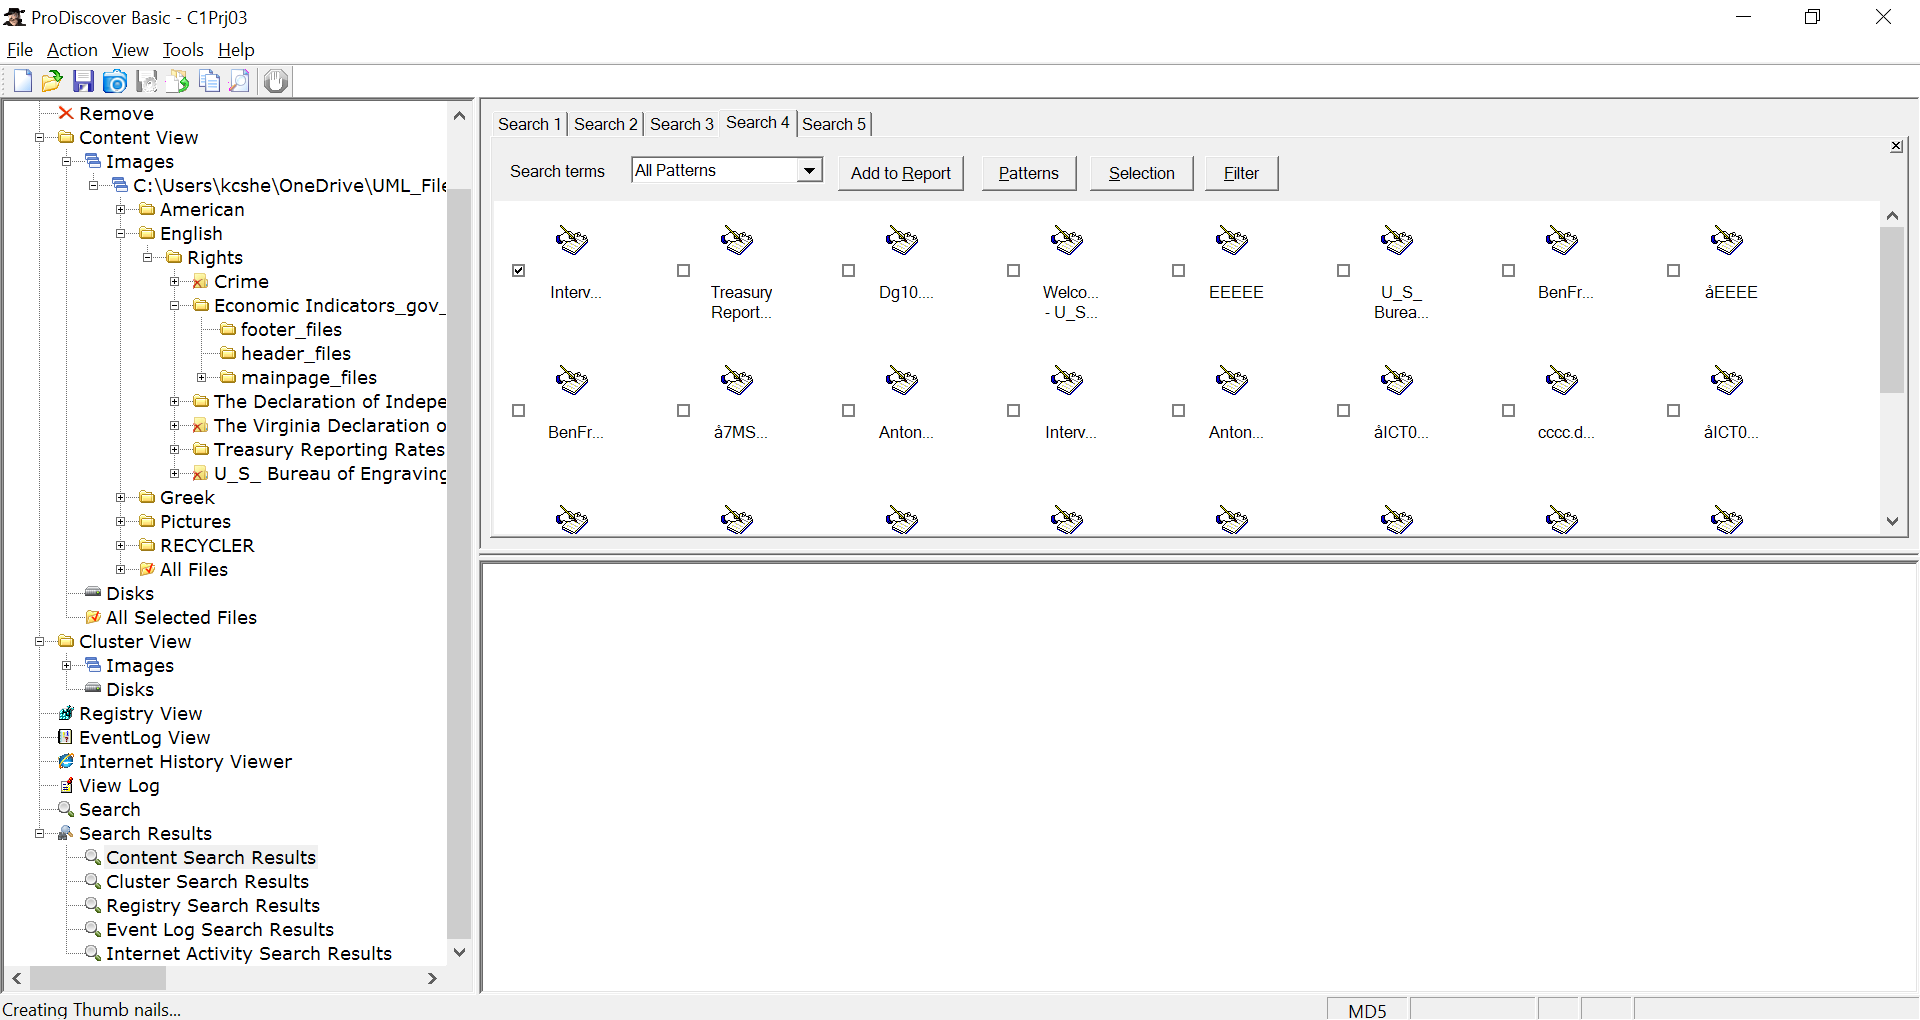 ProDiscover Basic - C1Prj03
File Action View Tools Help
Remove
Content View
Images
C:\Users\kcshe\OneDrive\UML_File
American
English
Rights
Crime
Economic Indicators_gov_
footer_files
header_files
mainpage_files
The Declaration of Indepe
The Virginia Declaration o
Treasury Reporting Rates
U_S_ Bureau of Engraving
Greek
Pictures
RECYCLER
All Files
Disks
All Selected Files
Cluster View
Images
Disks
Registry View
EventLog View
Internet History Viewer
View Log
Search
Search Results
Content Search Results
Cluster Search Results
Registry Search Results
Event Log Search Results
Internet Activity Search Results
Search 1 Search 2 Search 3 Search 4 Search 5
Search terms All Patterns Add to Report Patterns Selection Filter
Interv...
Treasury
Report...
Dg10....
Welco...
- U_S...
EEEEE
U_S_
Burea...
BenFr...
åEEEE
BenFr...
å7MS...
Anton...
Interv...
Anton...
åICT0...
cccc.d...
åICT0...
Creating Thumb nails...
MD5